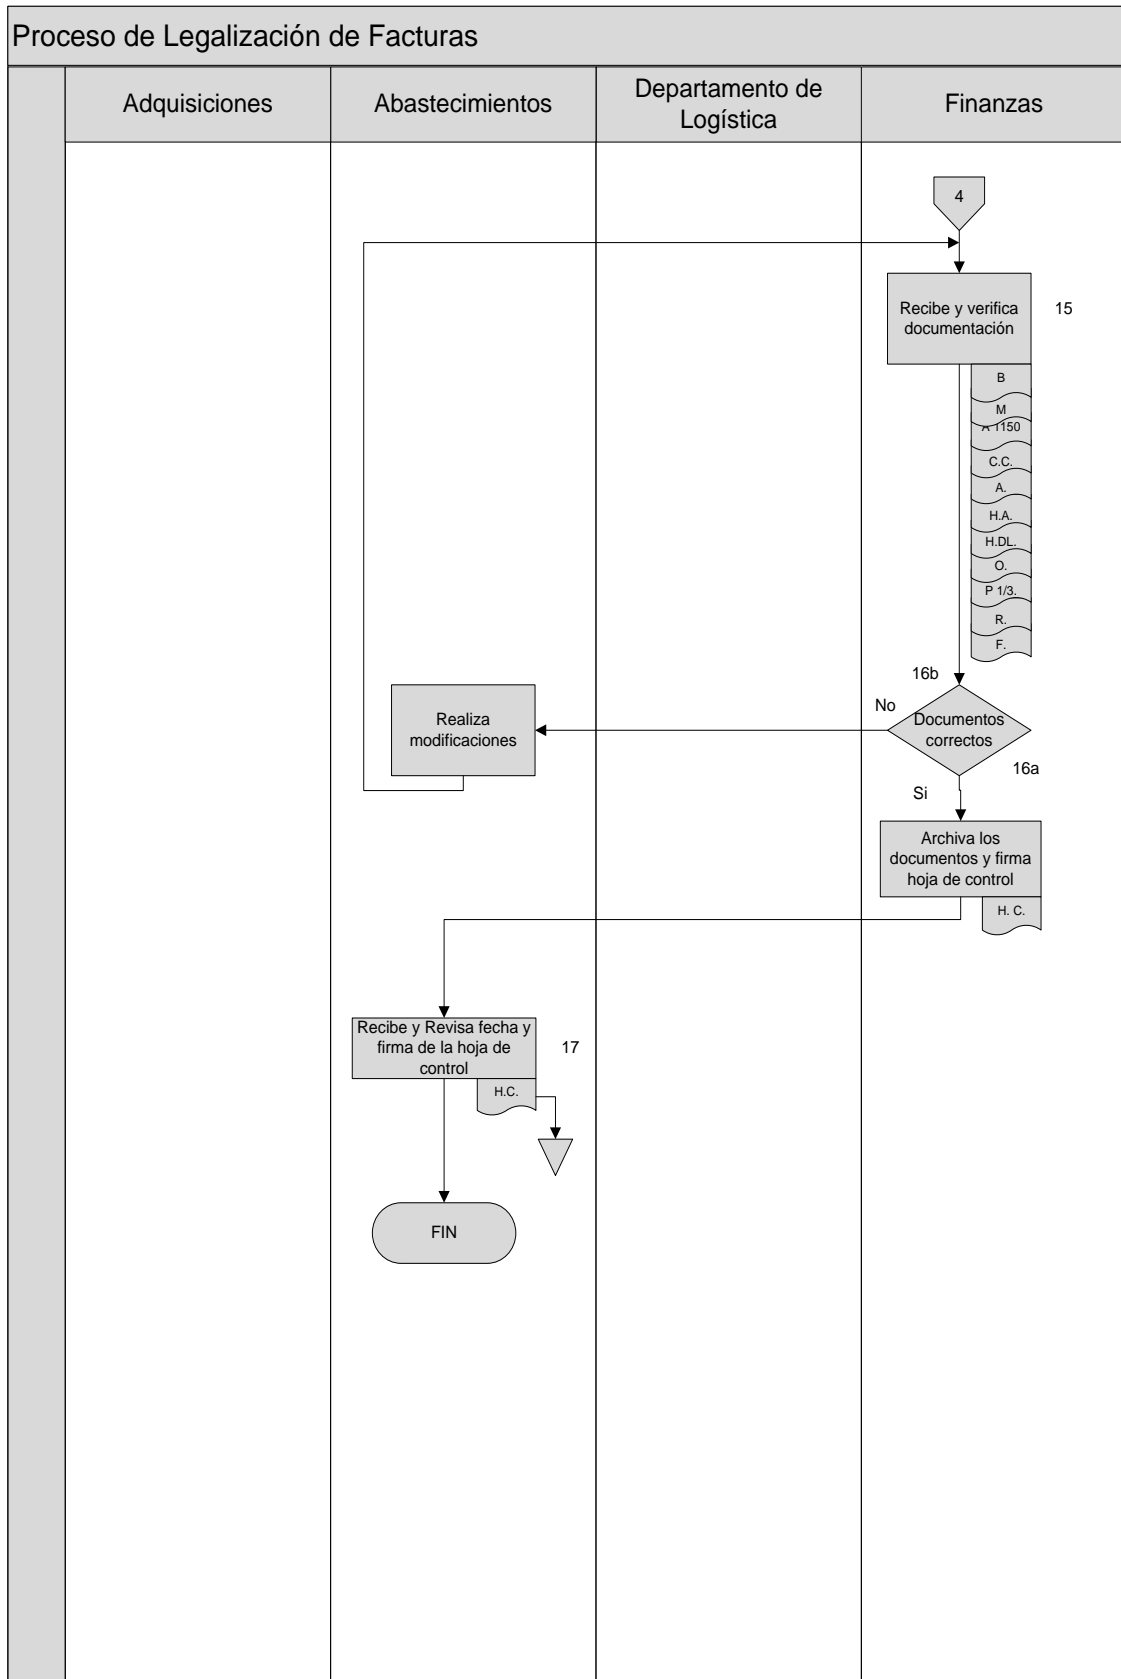 Proceso de Legalización de Facturas
Adquisiciones
Abastecimientos
Departamento de
Logística
Finanzas
4
Recibe y verifica
documentación
15
B
M
A 1150
C.C.
A.
H.A.
H.DL.
O.
P 1/3.
R.
F.
16b
No
Documentos
correctos
Realiza
modificaciones
16a
Si
Archiva los
documentos y firma
hoja de control
H. C.
Recibe y Revisa fecha y
firma de la hoja de
control
17
H.C.
FIN